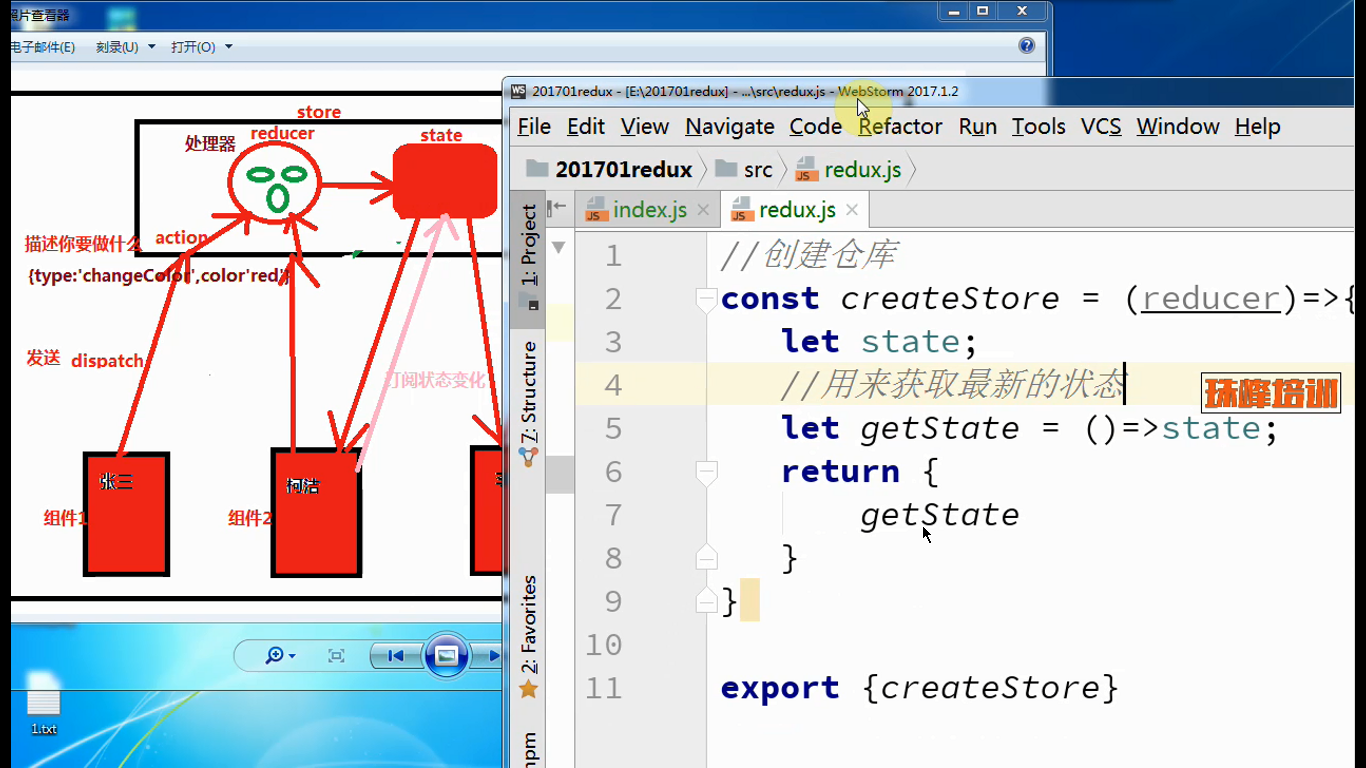 照片查看器
电子邮件(E) 刻录(U) 打开(O)
store
处理器 reducer
state
描述你要做什么 action
{type:'changeColor',color'red'}
发送 dispatch
订阅状态变化
张三
柯洁
组件1
组件2
1.txt
201701redux - [E:\201701redux] - ...\src\redux.js - WebStorm 2017.1.2
File Edit View Navigate Code Refactor Run Tools VCS Window Help
201701redux src redux.js
index.js redux.js
1: Project
7: Structure
2: Favorites
npm
1 //创建仓库
2 const createStore = (reducer)=>{
3 let state;
4 //用来获取最新的状态
5 let getState = ()=>state;
6 return {
7 getState
8 }
9 }
10
11 export {createStore}
珠峰培训